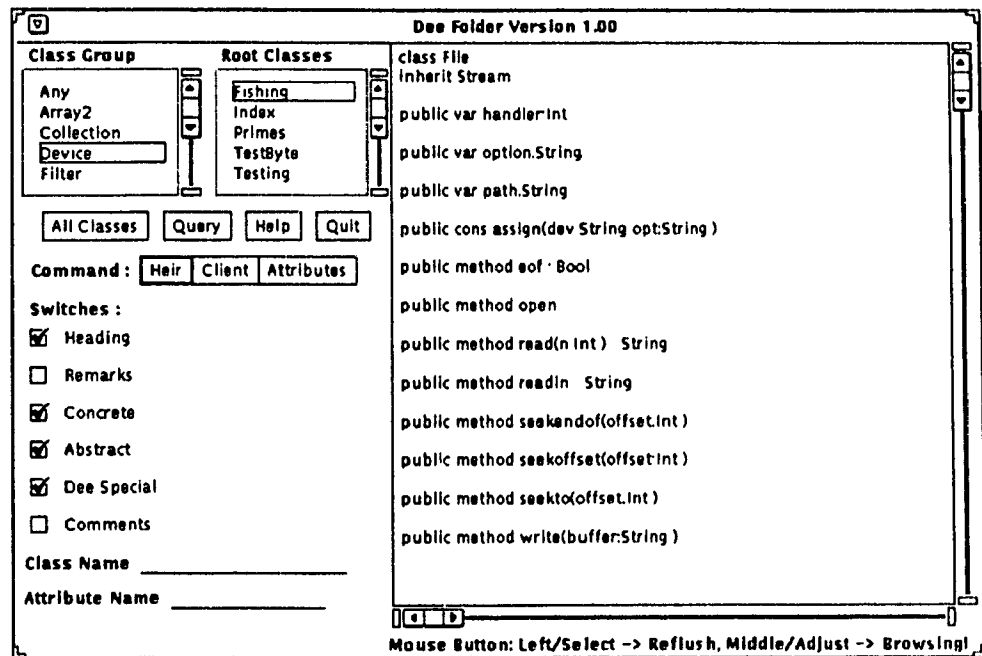 Dee Folder Version 1.00
Class Group
Root Classes
Any
Array2
Collection
Device
Filter
Fishing
Index
Primes
TestByte
Testing
All Classes
Query
Help
Quit
Command :
Heir
Client
Attributes
Switches :
Heading
Remarks
Concrete
Abstract
Dee Special
Comments
Class Name
Attribute Name
class File
inherit Stream
public var handler:Int
public var option.String
public var path.String
public cons assign(dev String opt:String )
public method eof : Bool
public method open
public method read(n Int ) String
public method readln String
public method seekendof(offset.Int )
public method seekoffset(offset:Int )
public method seekto(offset.Int )
public method write(buffer:String )
Mouse Button: Left/Select -> Reflush, Middle/Adjust -> Browsing!